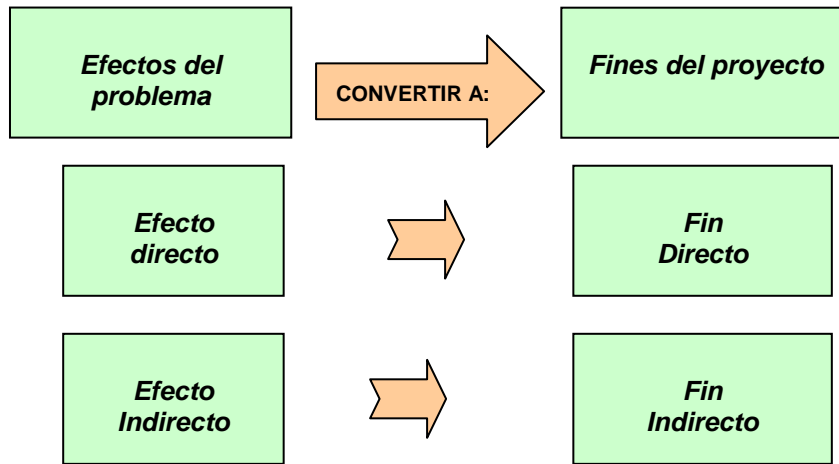 Efectos del
problema
CONVERTIR A:
Fines del proyecto
Efecto
directo
Fin
Directo
Efecto
Indirecto
Fin
Indirecto